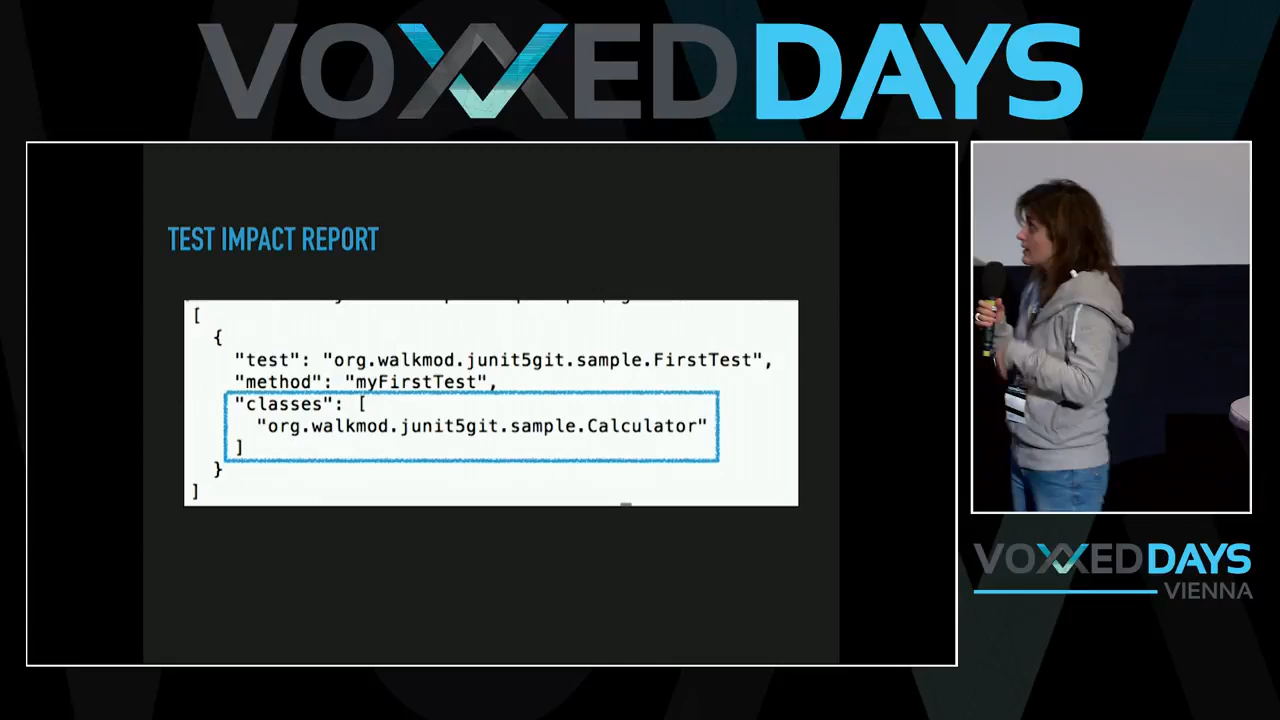 VOXXED DAYS
TEST IMPACT REPORT
[
{
"test": "org.walkmod.junit5git.sample.FirstTest",
"method": "myFirstTest",
"classes": [
"org.walkmod.junit5git.sample.Calculator"
]
}
]
VOXXED DAYS
VIENNA